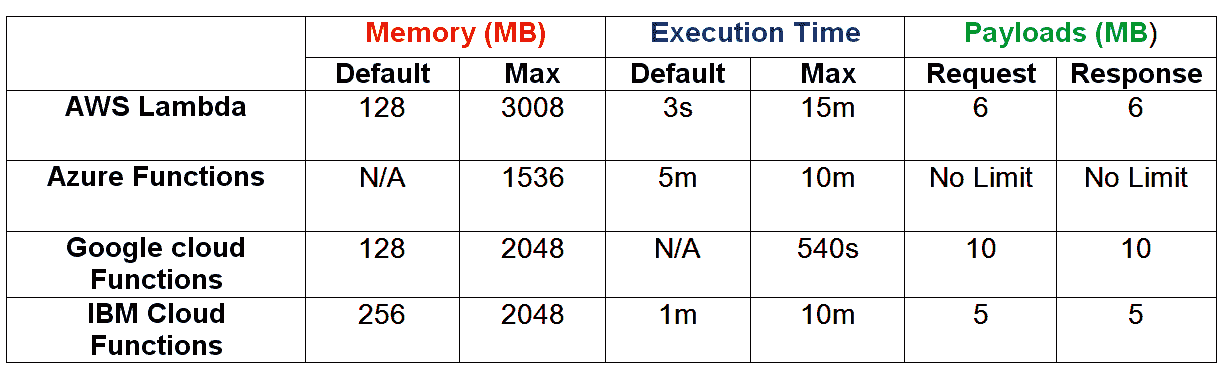 Memory (MB) Execution Time Payloads (MB)
Default Max Default Max Request Response
AWS Lambda 128 3008 3s 15m 6 6
Azure Functions N/A 1536 5m 10m No Limit No Limit
Google cloud 128 2048 N/A 540s 10 10
Functions
IBM Cloud 256 2048 1m 10m 5 5
Functions